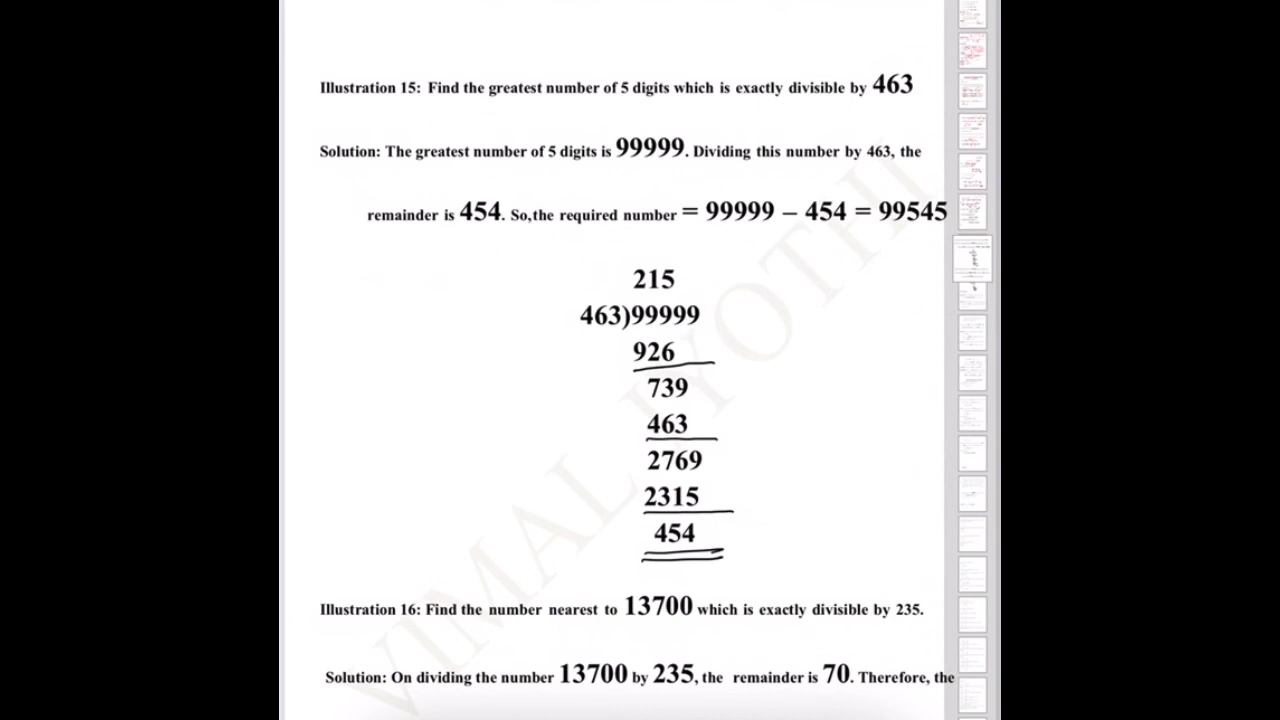 Illustration 15: Find the greatest number of 5 digits which is exactly divisible by 463
Solution: The greatest number of 5 digits is 99999. Dividing this number by 463, the
remainder is 454. So,the required number = 99999 – 454 = 99545
215
463)99999
926
739
463
2769
2315
454
Illustration 16: Find the number nearest to 13700 which is exactly divisible by 235.
Solution: On dividing the number 13700 by 235, the remainder is 70. Therefore, the
VIMAL JYOTHI